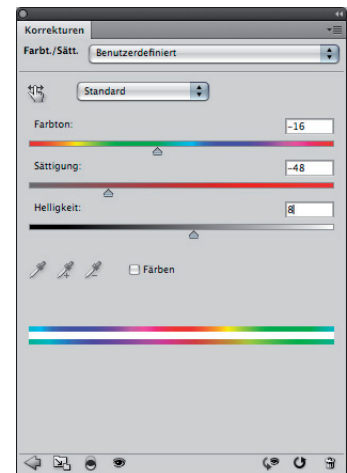 Korrekturen
Farbt./Sätt. Benutzerdefiniert
Standard
Farbton: -16
Sättigung: -48
Helligkeit: 8
Färben